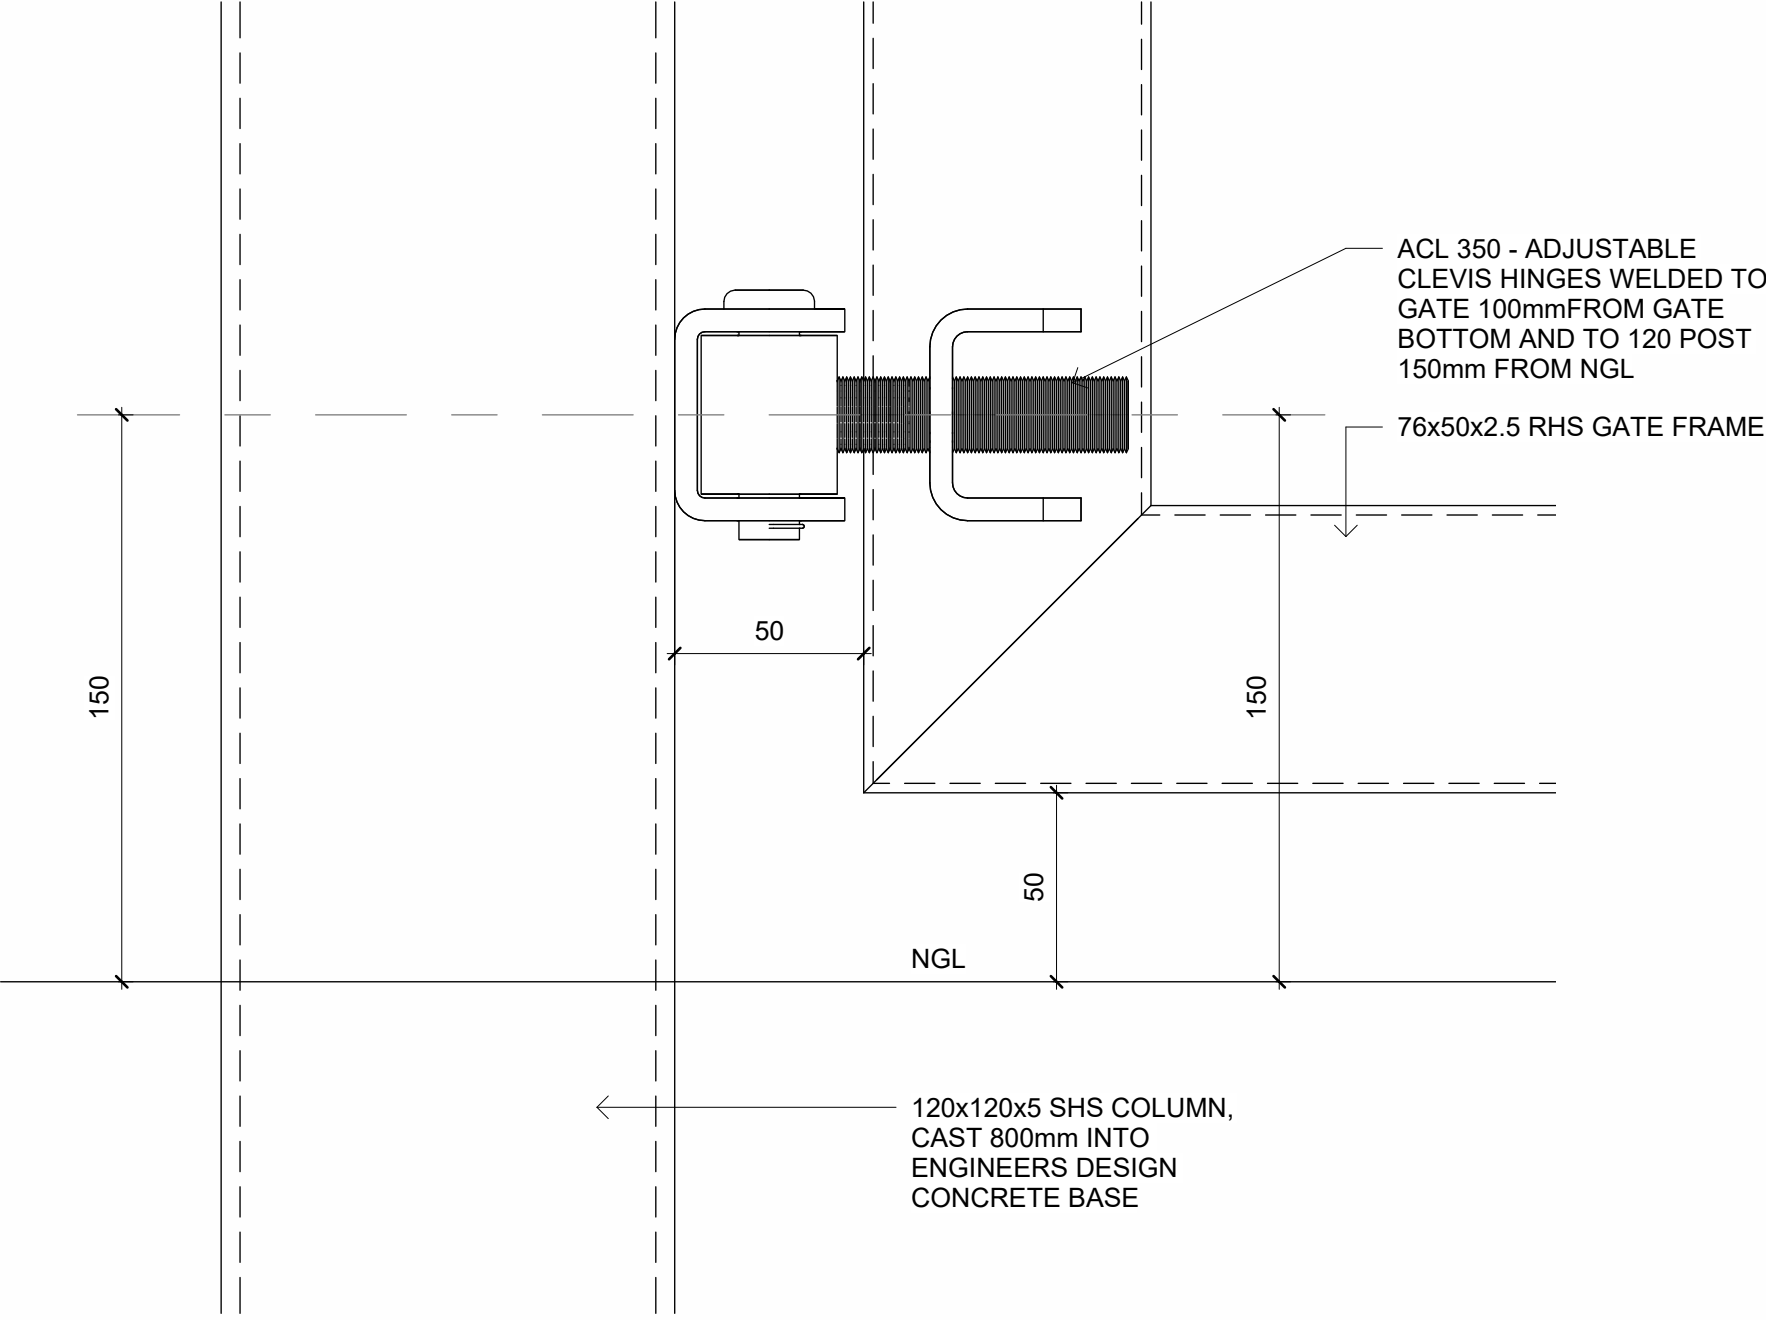 ACL 350 - ADJUSTABLE
CLEVIS HINGES WELDED TO
GATE 100mmFROM GATE
BOTTOM AND TO 120 POST
150mm FROM NGL
76x50x2.5 RHS GATE FRAME
50
150
150
50
NGL
120x120x5 SHS COLUMN,
CAST 800mm INTO
ENGINEERS DESIGN
CONCRETE BASE